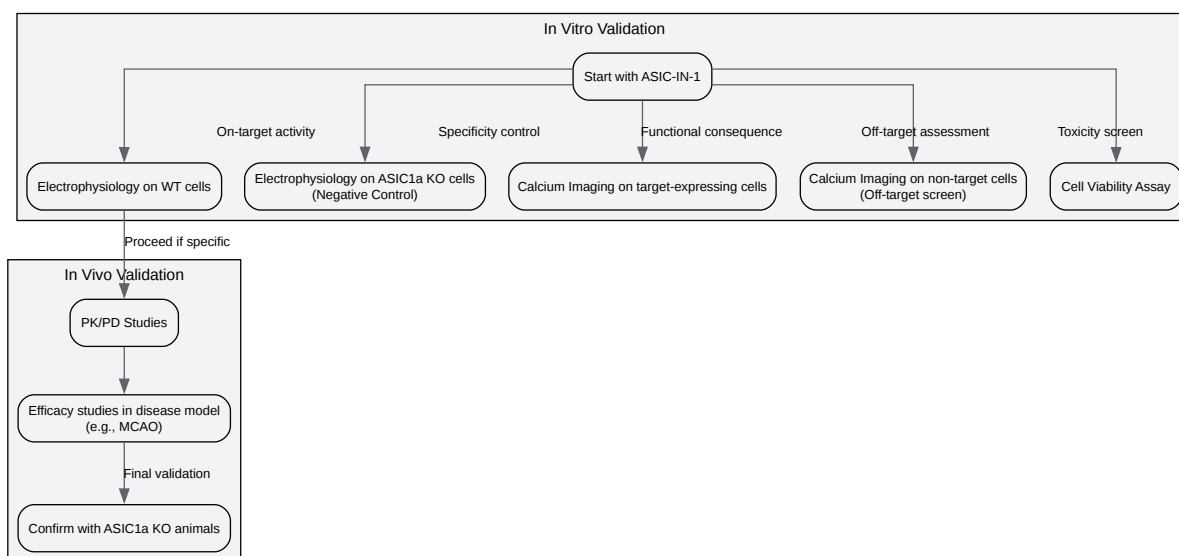 In Vitro Validation
Start with ASIC-IN-1
On-target activity
Specificity control
Functional consequence
Off-target assessment
Toxicity screen
Electrophysiology on WT cells
Electrophysiology on ASIC1a KO cells
(Negative Control)
Calcium Imaging on target-expressing cells
Calcium Imaging on non-target cells
(Off-target screen)
Cell Viability Assay
Proceed if specific
In Vivo Validation
PK/PD Studies
Efficacy studies in disease model
(e.g., MCAO)
Final validation
Confirm with ASIC1a KO animals